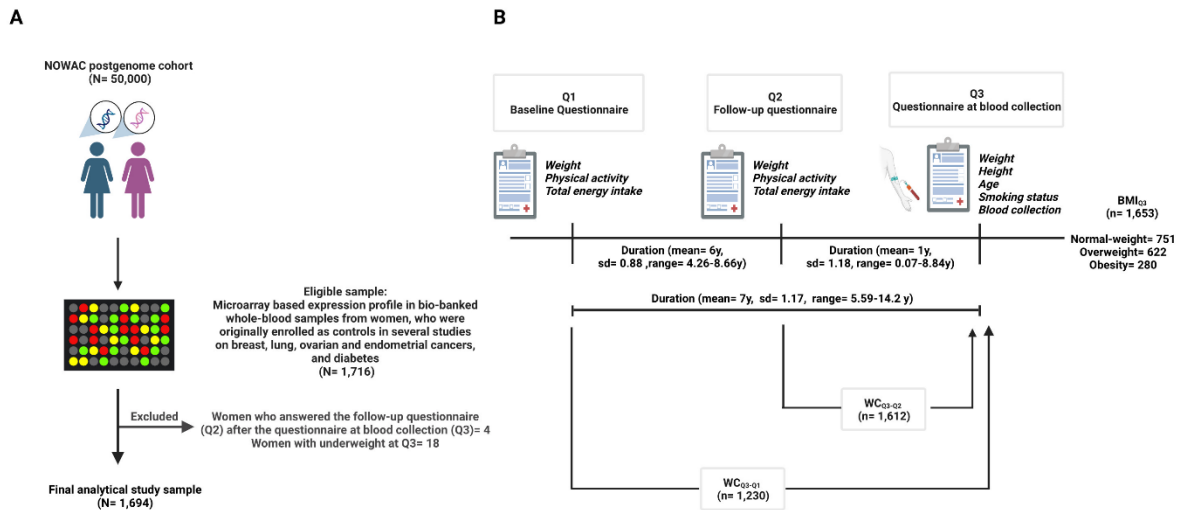 A
NOWAC postgenome cohort
(N= 50,000)
Eligible sample:
Microarray based expression profile in bio-banked
whole-blood samples from women, who were
originally enrolled as controls in several studies
on breast, lung, ovarian and endometrial cancers,
and diabetes
(N= 1,716)
Excluded
Women who answered the follow-up questionnaire
(Q2) after the questionnaire at blood collection (Q3)= 4
Women with underweight at Q3= 18
Final analytical study sample
(N= 1,694)
B
Q1
Baseline Questionnaire
Q2
Follow-up questionnaire
Q3
Questionnaire at blood collection
Weight
Physical activity
Total energy intake
Weight
Physical activity
Total energy intake
Weight
Height
Age
Smoking status
Blood collection
BMIQ3
(n= 1,653)
Normal-weight= 751
Overweight= 622
Obesity= 280
Duration (mean= 6y,
sd= 0.88 ,range= 4.26-8.66y)
Duration (mean= 1y,
sd= 1.18, range= 0.07-8.84y)
Duration (mean= 7y, sd= 1.17, range= 5.59-14.2 y)
WCQ3-Q2
(n= 1,612)
WCQ3-Q1
(n= 1,230)